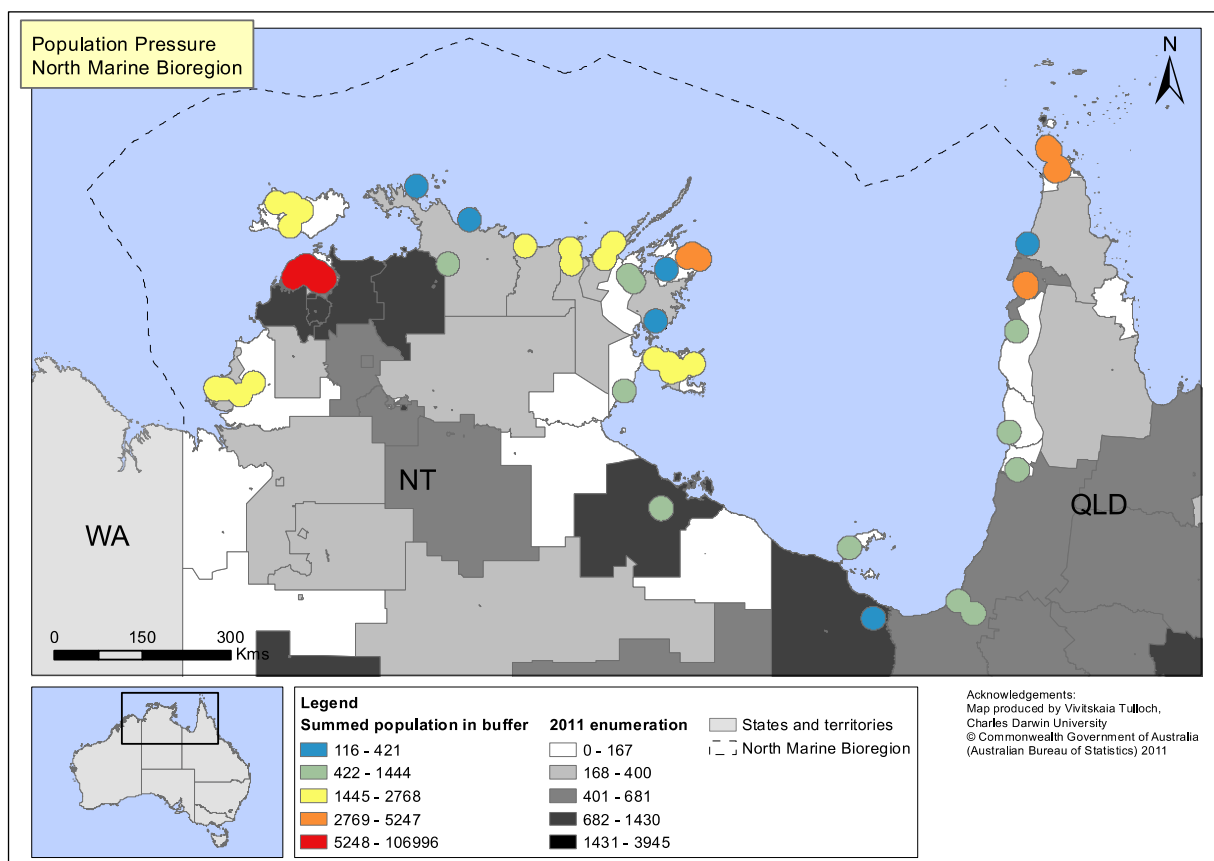 Population Pressure
North Marine Bioregion
N
NT
WA
QLD
0 150 300
Kms
Legend
Summed population in buffer
116 - 421
422 - 1444
1445 - 2768
2769 - 5247
5248 - 106996
2011 enumeration
0 - 167
168 - 400
401 - 681
682 - 1430
1431 - 3945
States and territories
North Marine Bioregion
Acknowledgements:
Map produced by Vivitskaia Tulloch,
Charles Darwin University
© Commonwealth Government of Australia
(Australian Bureau of Statistics) 2011